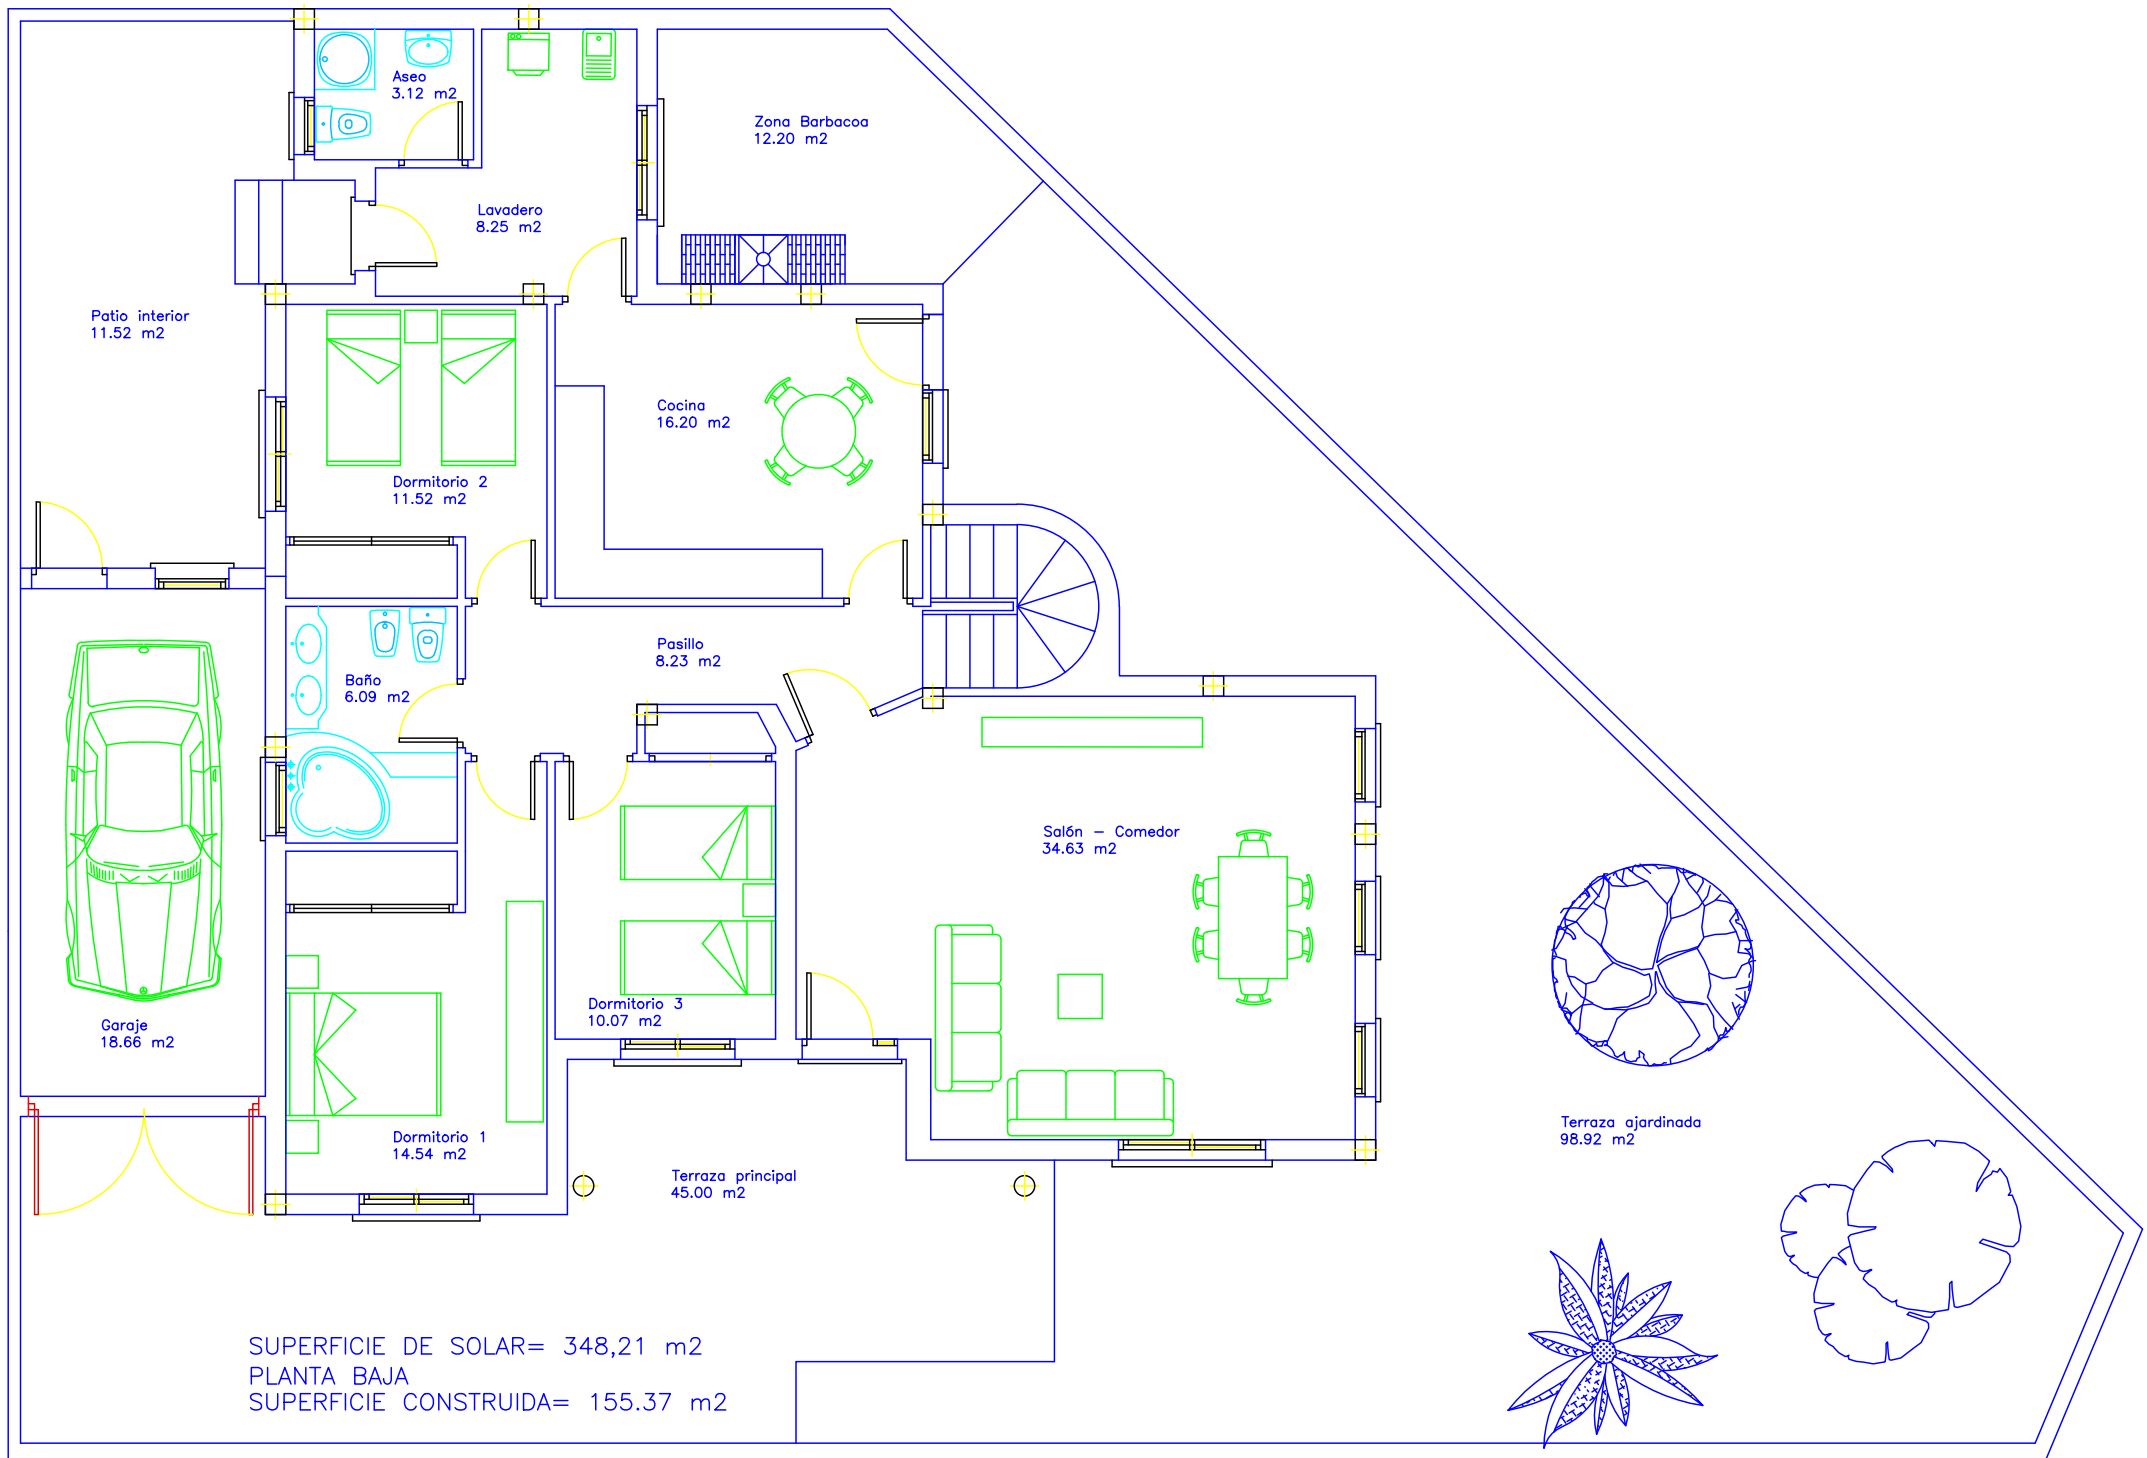 Aseo
3.12 m2
Zona Barbacoa
12.20 m2
Lavadero
8.25 m2
Patio interior
11.52 m2
Cocina
16.20 m2
Dormitorio 2
11.52 m2
Pasillo
8.23 m2
Baño
6.09 m2
Salón - Comedor
34.63 m2
Dormitorio 3
10.07 m2
Garaje
18.66 m2
Terraza ajardinada
98.92 m2
Dormitorio 1
14.54 m2
Terraza principal
45.00 m2
SUPERFICIE DE SOLAR= 348,21 m2
PLANTA BAJA
SUPERFICIE CONSTRUIDA= 155.37 m2